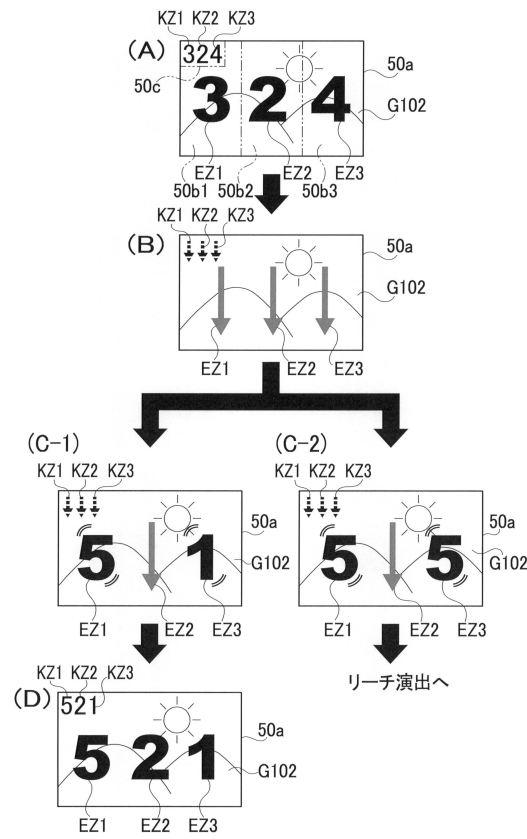 KZ1 KZ2 KZ3
(A)
324
50a
50c
3 2 4
G102
EZ1 EZ2 EZ3
50b1 50b2 50b3
KZ1 KZ2 KZ3
(B)
50a
G102
EZ1 EZ2 EZ3
(C-1)
KZ1 KZ2 KZ3
50a
5 1
G102
EZ1 EZ2 EZ3
(C-2)
KZ1 KZ2 KZ3
50a
5 5
G102
EZ1 EZ2 EZ3
リーチ演出へ
KZ1 KZ2 KZ3
(D)
521
50a
5 2 1
G102
EZ1 EZ2 EZ3